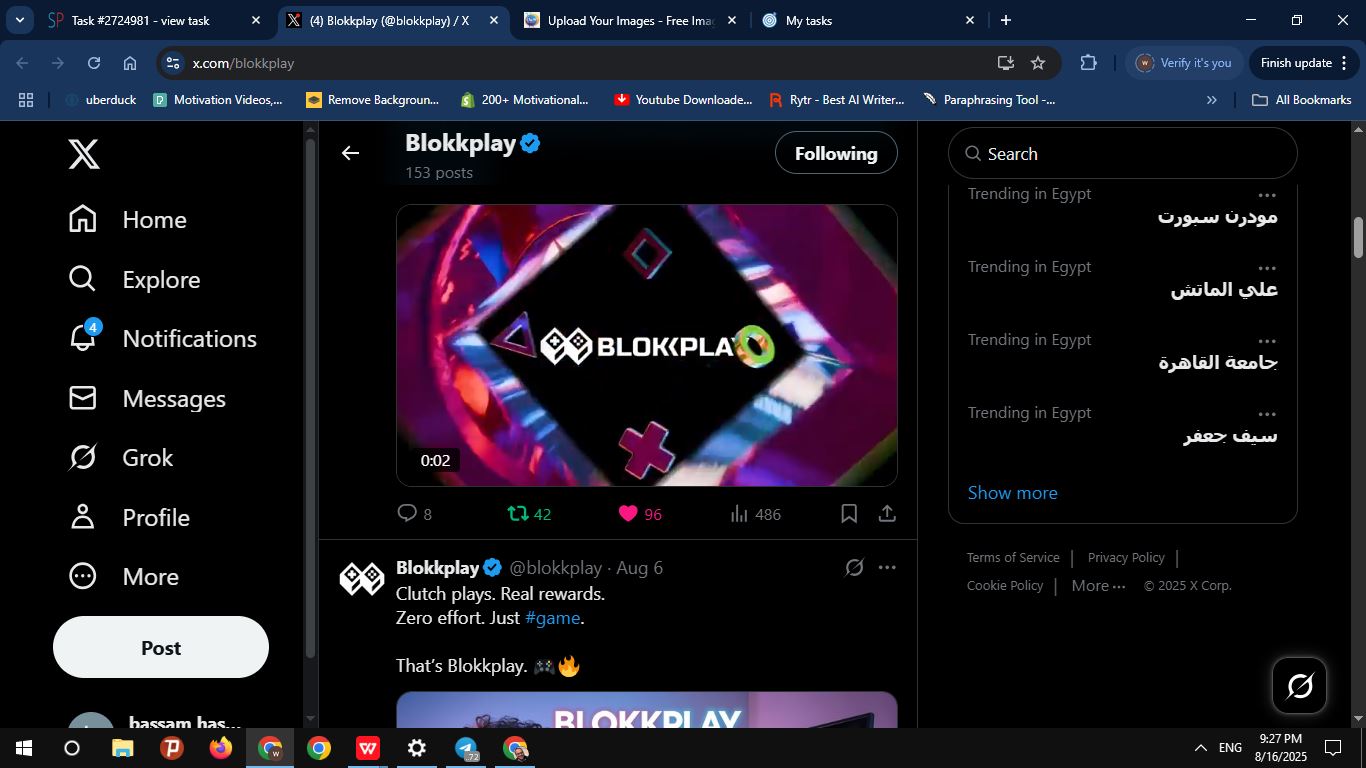 Task #2724981 - view task
(4) Blokkplay (@blokkplay) / X
Upload Your Images - Free Imag
My tasks
x.com/blokkplay
Verify it's you
Finish update
uberduck
Motivation Videos,...
Remove Backgroun...
200+ Motivational...
Youtube Downloade...
Rytr - Best AI Writer...
Paraphrasing Tool -...
All Bookmarks
Home
Explore
4
Notifications
Messages
Grok
Profile
More
Post
bassam has...
Blokkplay
153 posts
Following
BLOKKPLAY
0:02
8
42
96
486
Blokkplay @blokkplay · Aug 6
Clutch plays. Real rewards.
Zero effort. Just #game.
That's Blokkplay. 🎮🔥
BLOKKPLAY
Search
Trending in Egypt
مودرن سبورت
Trending in Egypt
علي الماتش
Trending in Egypt
جامعة القاهرة
Trending in Egypt
سيف جعفر
Show more
Terms of Service | Privacy Policy |
Cookie Policy | More ··· © 2025 X Corp.
72
ENG
9:27 PM
8/16/2025